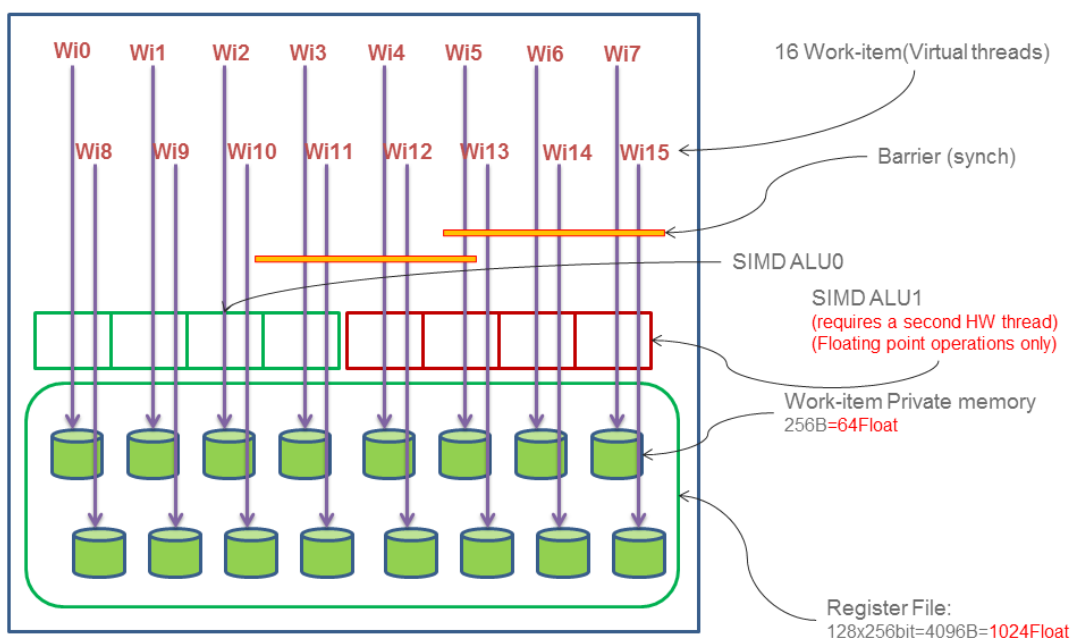 Wi0 Wi1 Wi2 Wi3 Wi4 Wi5 Wi6 Wi7
16 Work-item(Virtual threads)
Wi8 Wi9 Wi10 Wi11 Wi12 Wi13 Wi14 Wi15
Barrier (synch)
SIMD ALU0
SIMD ALU1
(requires a second HW thread)
(Floating point operations only)
Work-item Private memory
256B=64Float
Register File:
128x256bit=4096B=1024Float